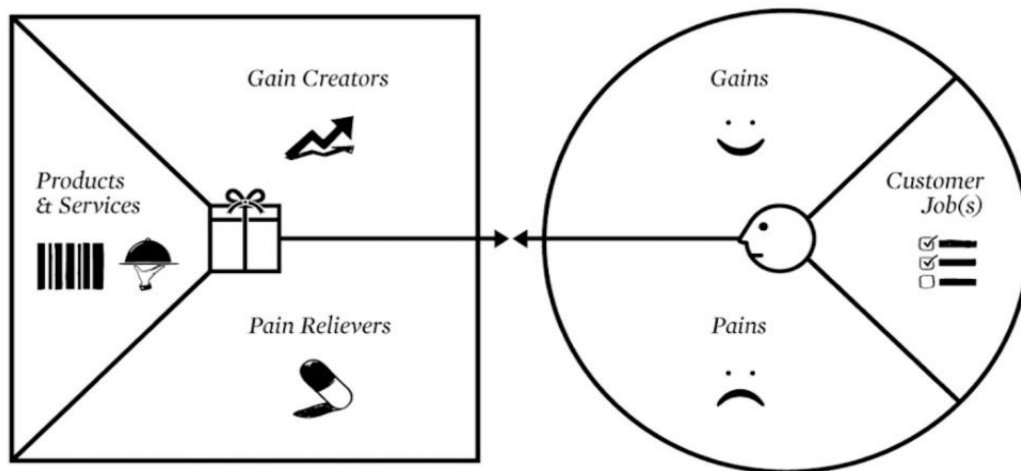 Gain Creators
Products
& Services
Pain Relievers
Gains
Customer
Job(s)
Pains